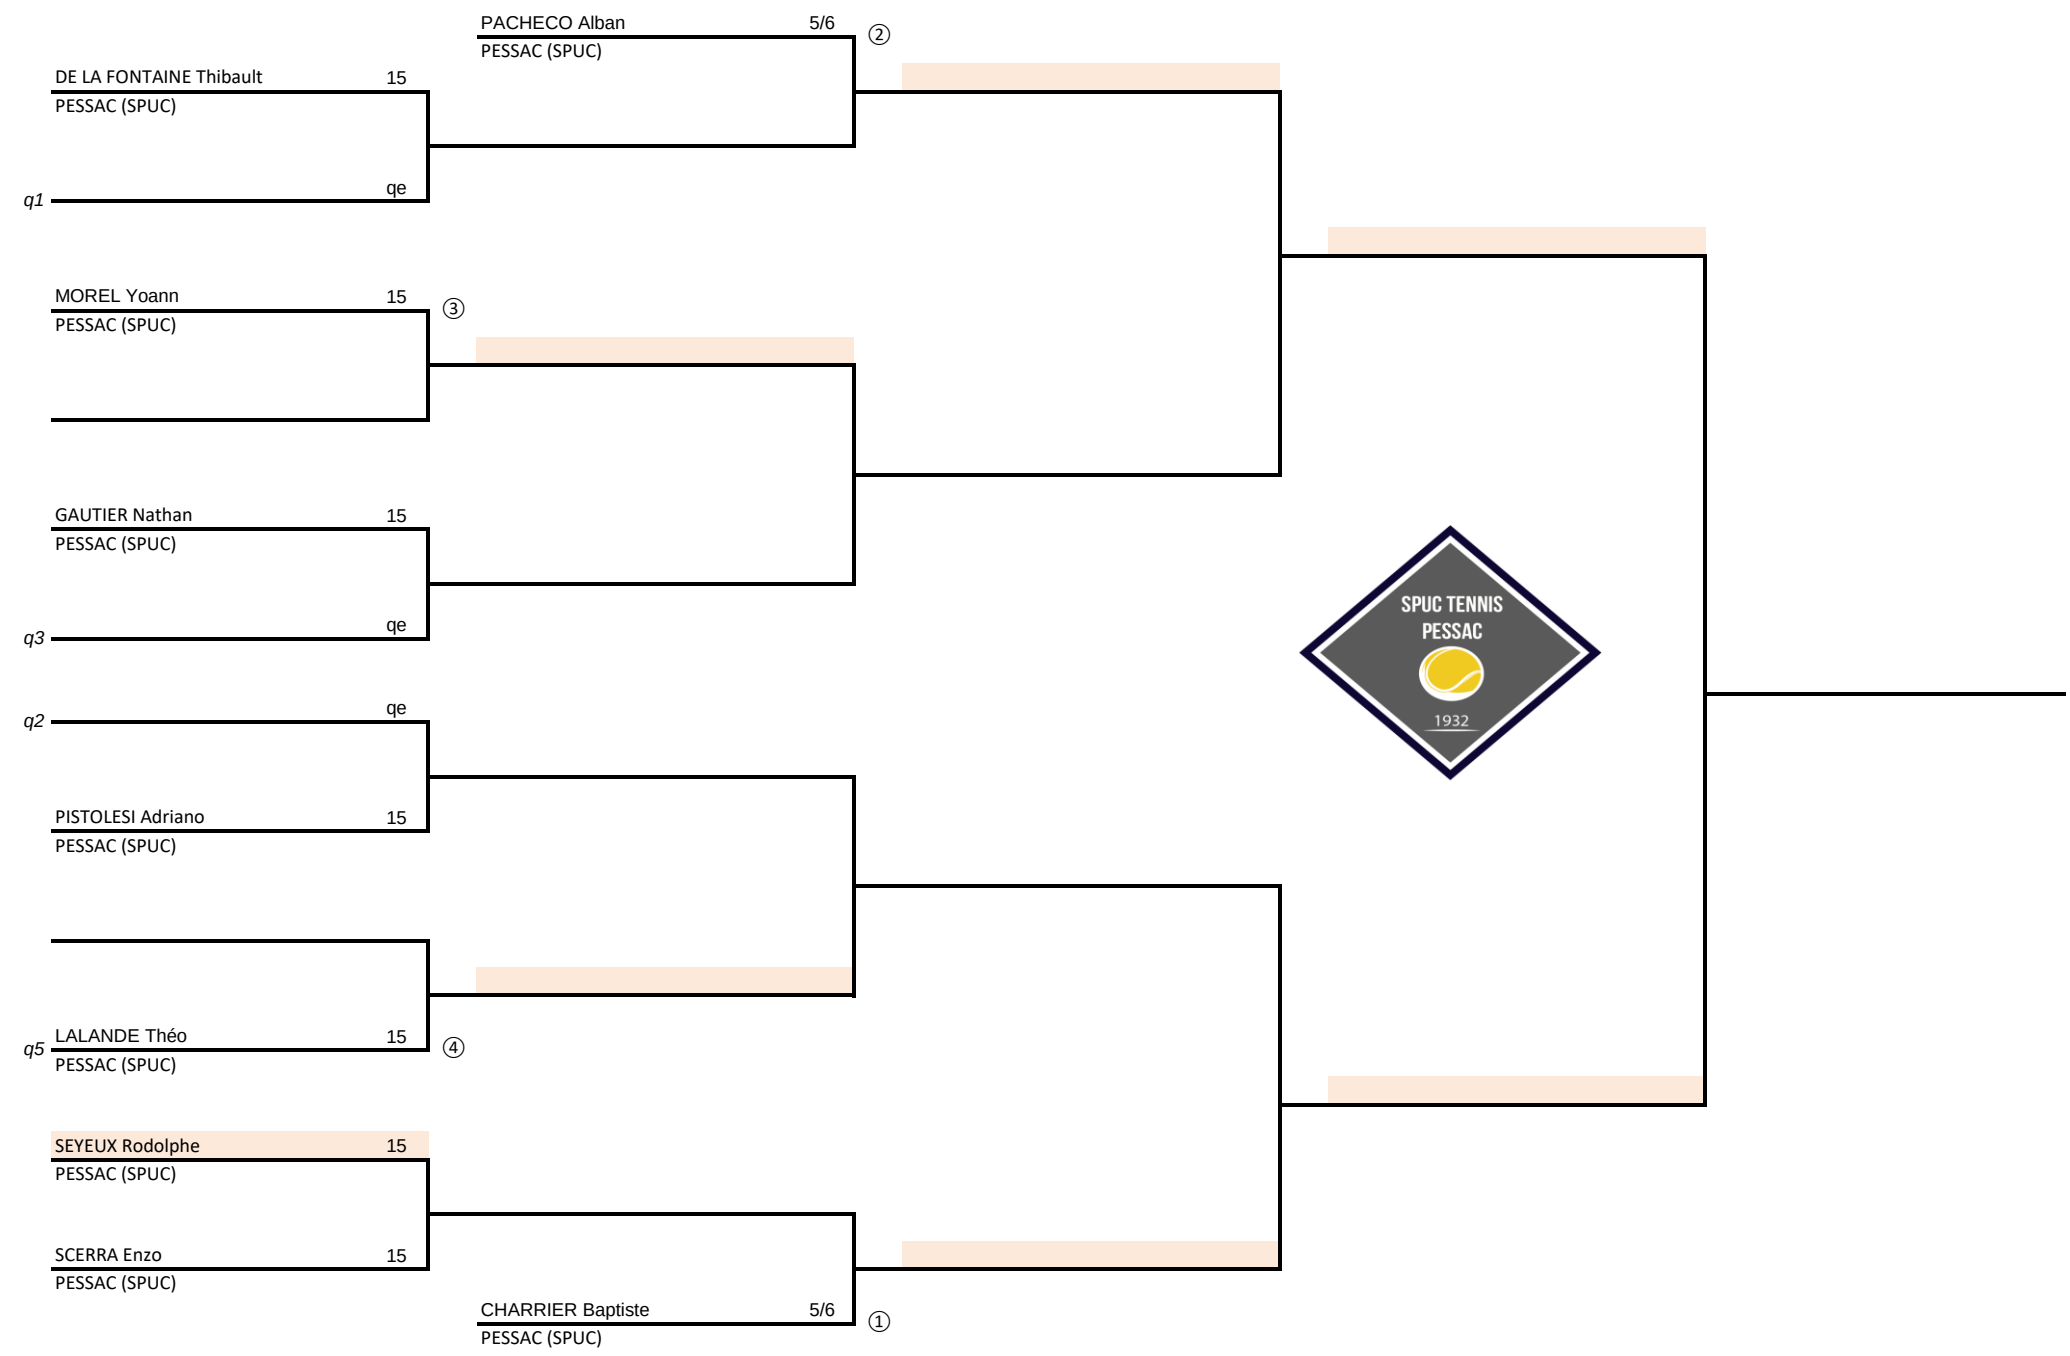 PACHECO Alban 5/6
②
PESSAC (SPUC)
DE LA FONTAINE Thibault 15
PESSAC (SPUC)
qe
q1
MOREL Yoann 15
③
PESSAC (SPUC)
GAUTIER Nathan 15
PESSAC (SPUC)
qe
q3
SPUC TENNIS
PESSAC
1932
qe
q2
PISTOLESI Adriano 15
PESSAC (SPUC)
q5 LALANDE Théo 15
④
PESSAC (SPUC)
SEYEUX Rodolphe 15
PESSAC (SPUC)
SCERRA Enzo 15
PESSAC (SPUC)
CHARRIER Baptiste 5/6
①
PESSAC (SPUC)